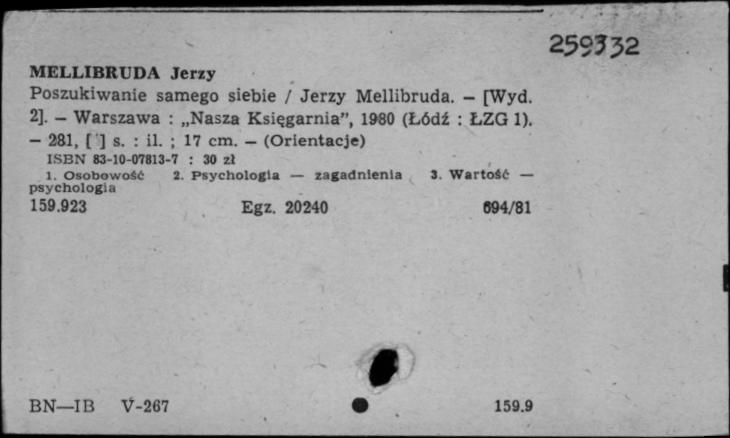 259332
MELLIBRUDA Jerzy
Poszukiwanie samego siebie / Jerzy Mellibruda. — [Wyd.
2]. — Warszawa : „Nasza Księgarnia”, 1980 (Łódź : ŁZG 1).
— 281, [ ] s. : il. ; 17 cm. — (Orientacje)
ISBN 83-10-07813-7 : 30 zł
1. Osobowość 2. Psychologia — zagadnienia 3. Wartość —
psychologia
159.923 Egz. 20240 694/81
BN—IB V-267 159.9